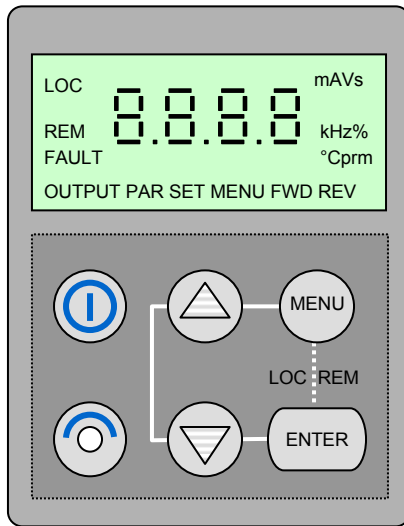 LOC
8.8.8.8
mAVs
REM
kHz%
FAULT
°Cprm
OUTPUT PAR SET MENU FWD REV
MENU
LOC REM
ENTER